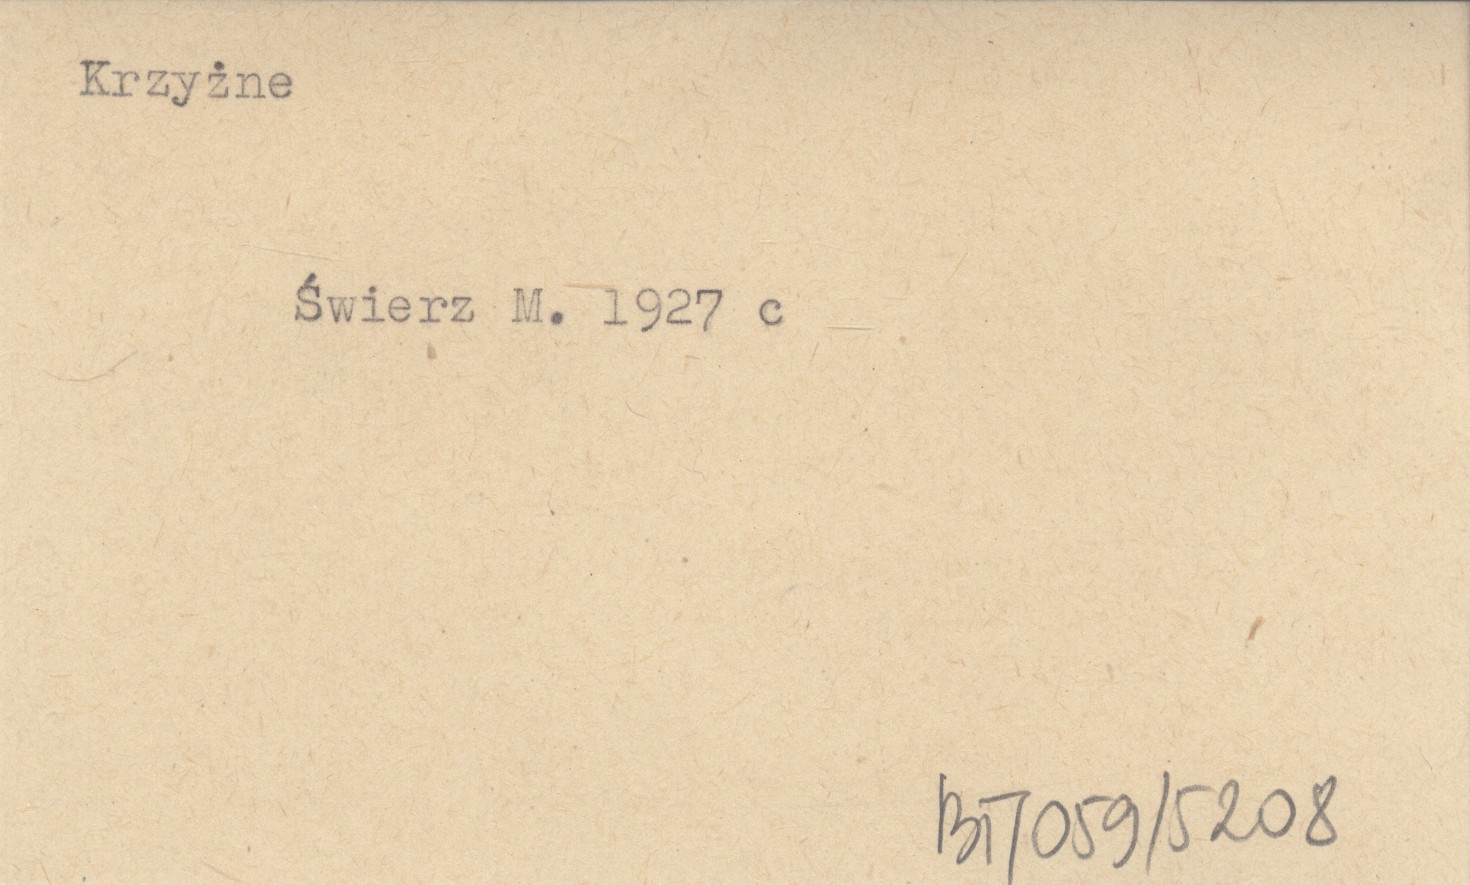 Krzyżne
Świerz M. 1927 c
BT/059/5208